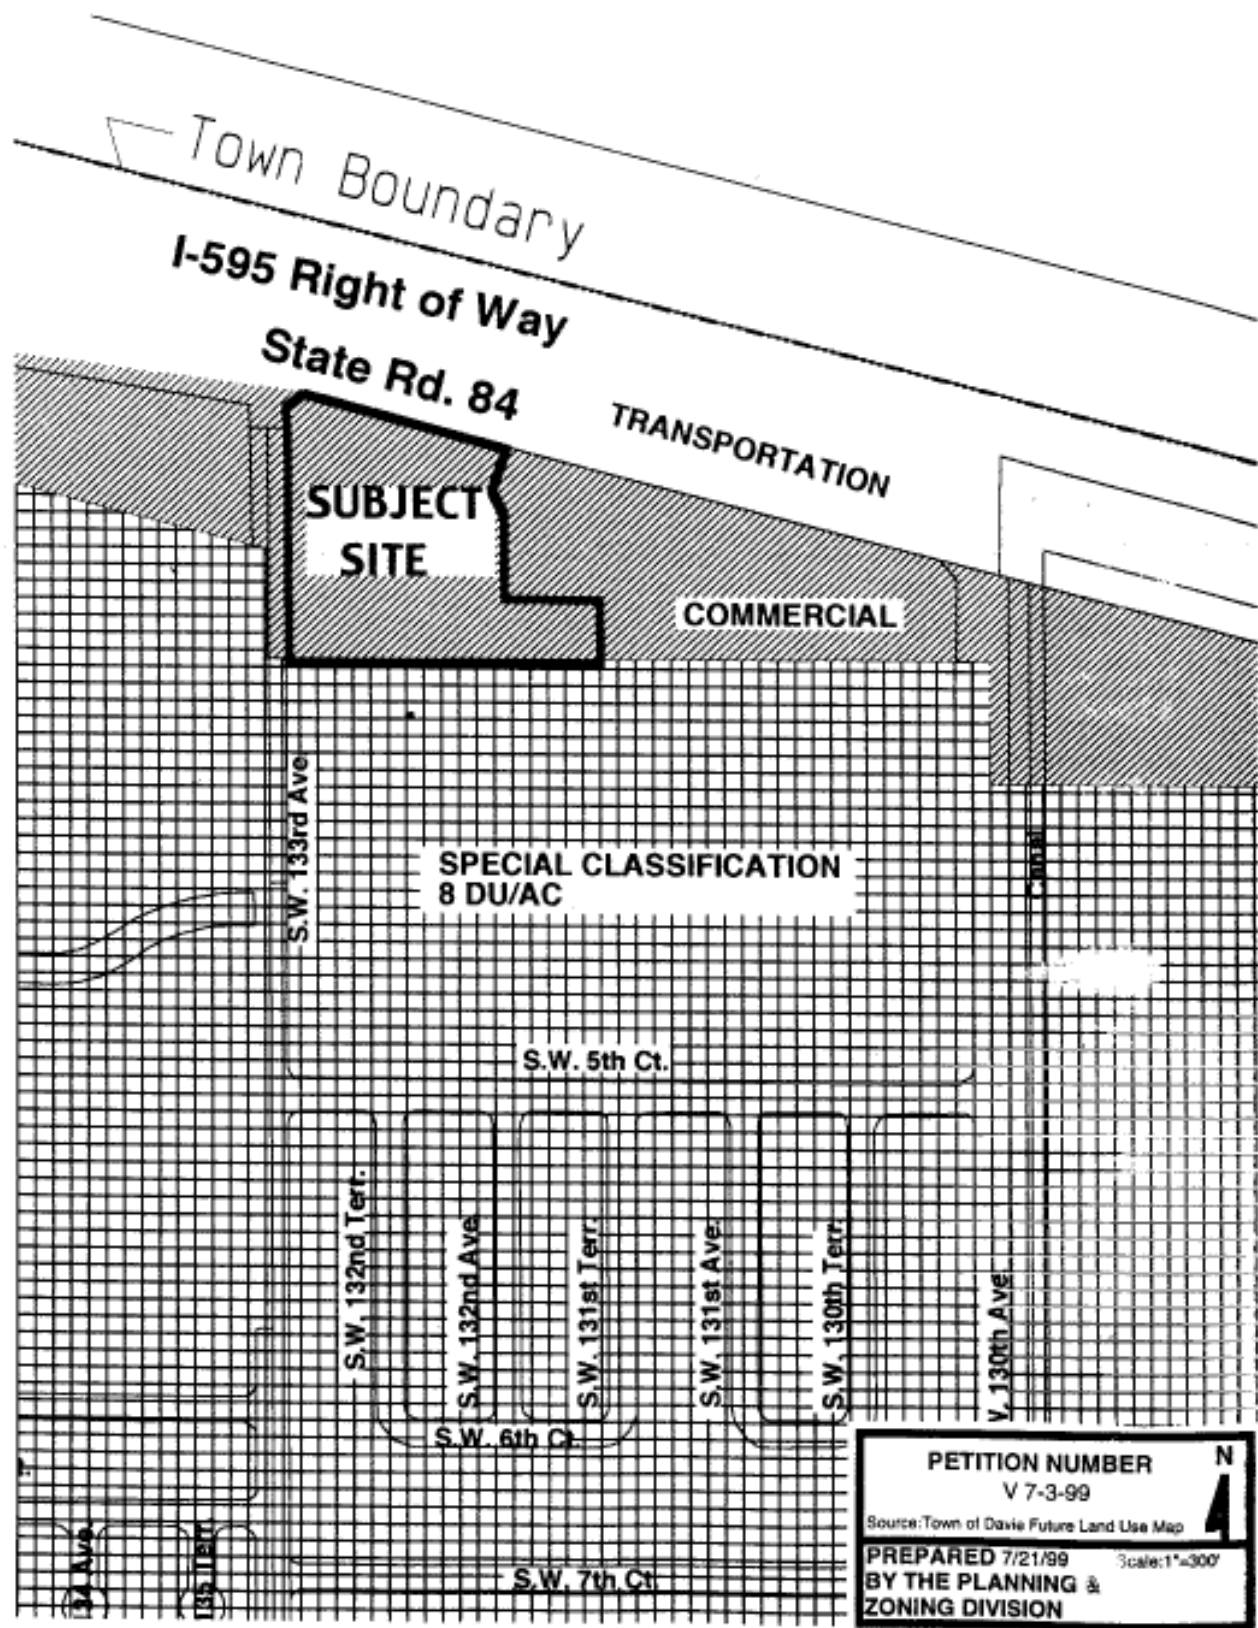 Town Boundary
I-595 Right of Way
State Rd. 84
TRANSPORTATION
SUBJECT
SITE
COMMERCIAL
S.W. 133rd Ave.
SPECIAL CLASSIFICATION
8 DU/AC
Canal
S.W. 5th Ct.
S.W. 132nd Terr.
S.W. 132nd Ave.
S.W. 131st Terr.
S.W. 131st Ave.
S.W. 130th Terr.
130th Ave.
S.W. 6th Ct.
34 Ave.
135 Terr.
S.W. 7th Ct.
PETITION NUMBER
V 7-3-99
N
Source:Town of Davie Future Land Use Map
PREPARED 7/21/99 Scale:1"=300'
BY THE PLANNING &
ZONING DIVISION